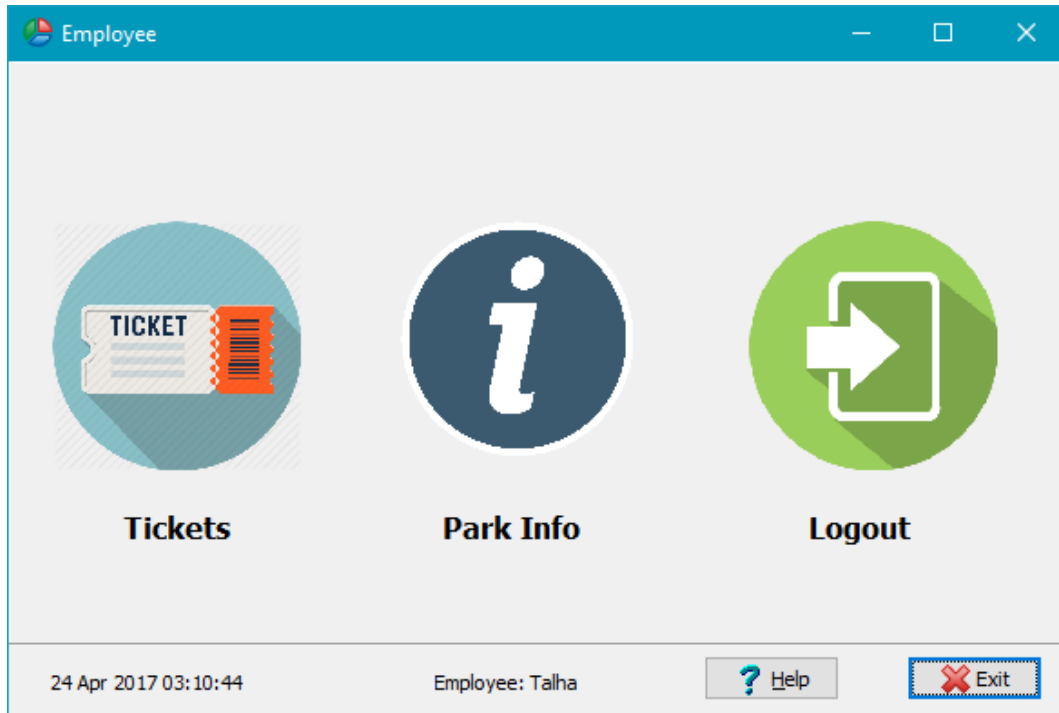 Employee
TICKET
Tickets
Park Info
Logout
24 Apr 2017 03:10:44
Employee: Talha
Help
Exit